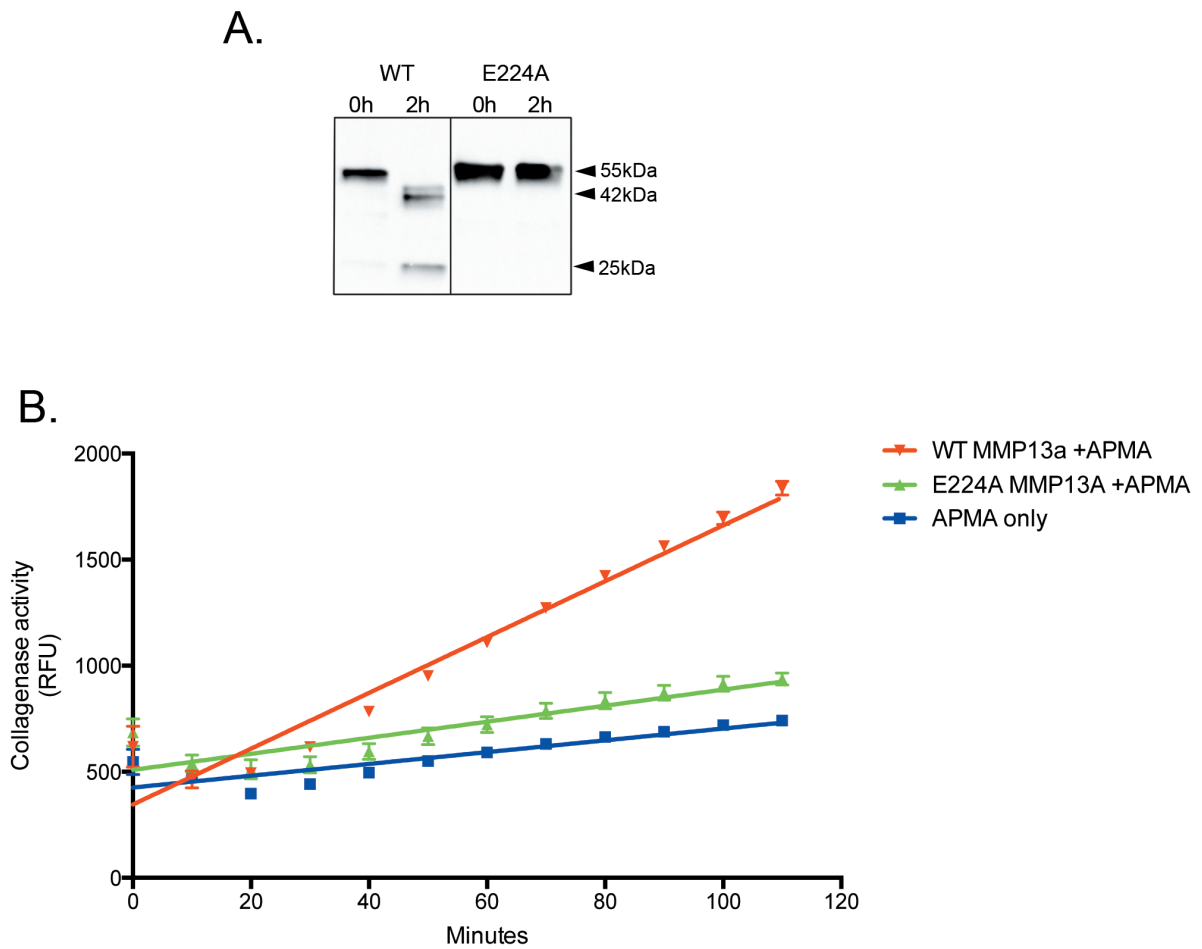 A.
WT E224A
0h 2h 0h 2h
55kDa
42kDa
25kDa
B.
2000
1500
1000
500
0
Collagenase activity
(RFU)
0 20 40 60 80 100 120
Minutes
WT MMP13a +APMA
E224A MMP13A +APMA
APMA only